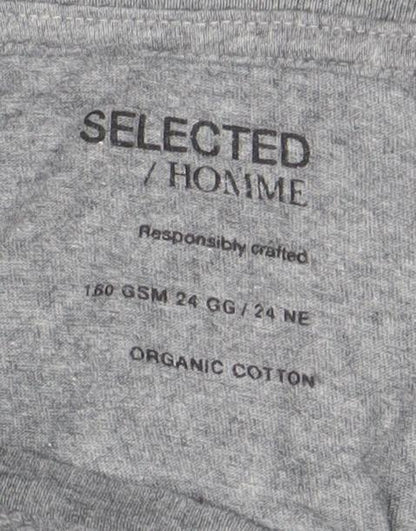 SELECTED
/ HOMME
Responsibly crafted
160 GSM 24 GG / 24 NE
ORGANIC COTTON